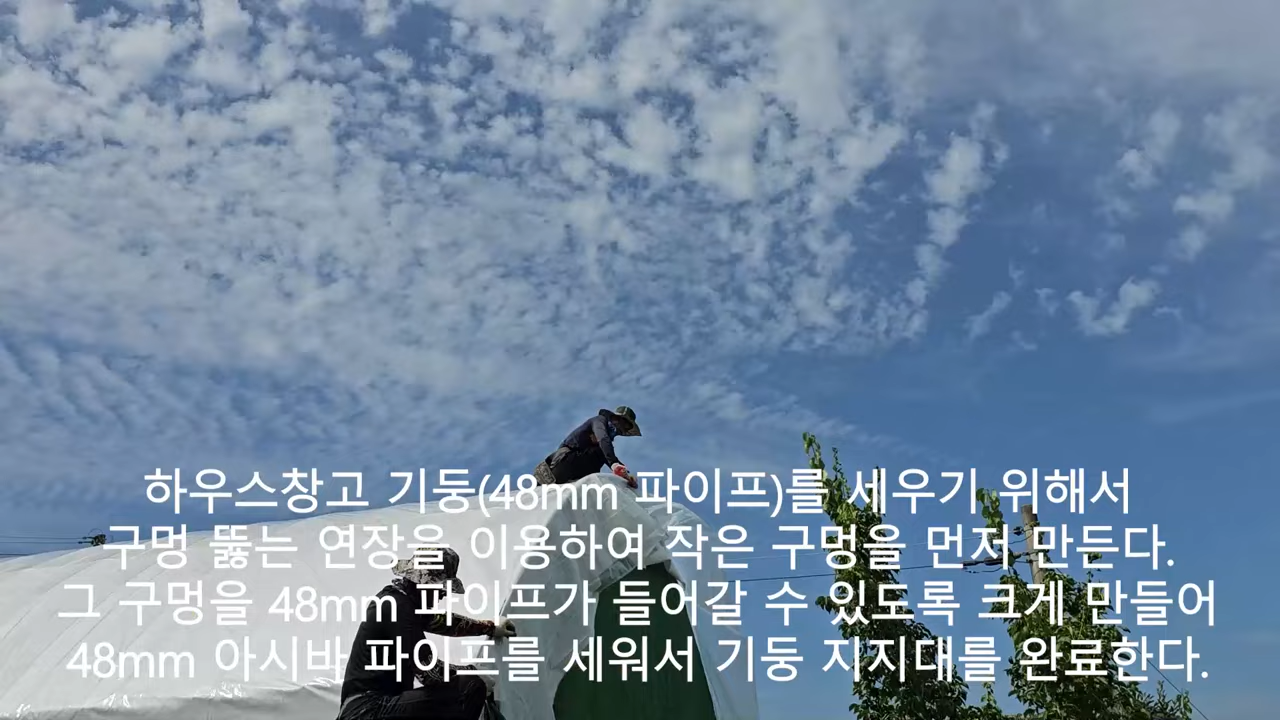 하우스창고 기둥(48mm 파이프)를 세우기 위해서
구멍 뚫는 연장을 이용하여 작은 구멍을 먼저 만든다.
그 구멍을 48mm 파이프가 들어갈 수 있도록 크게 만들어
48mm 아시바 파이프를 세워서 기둥 지지대를 완료한다.